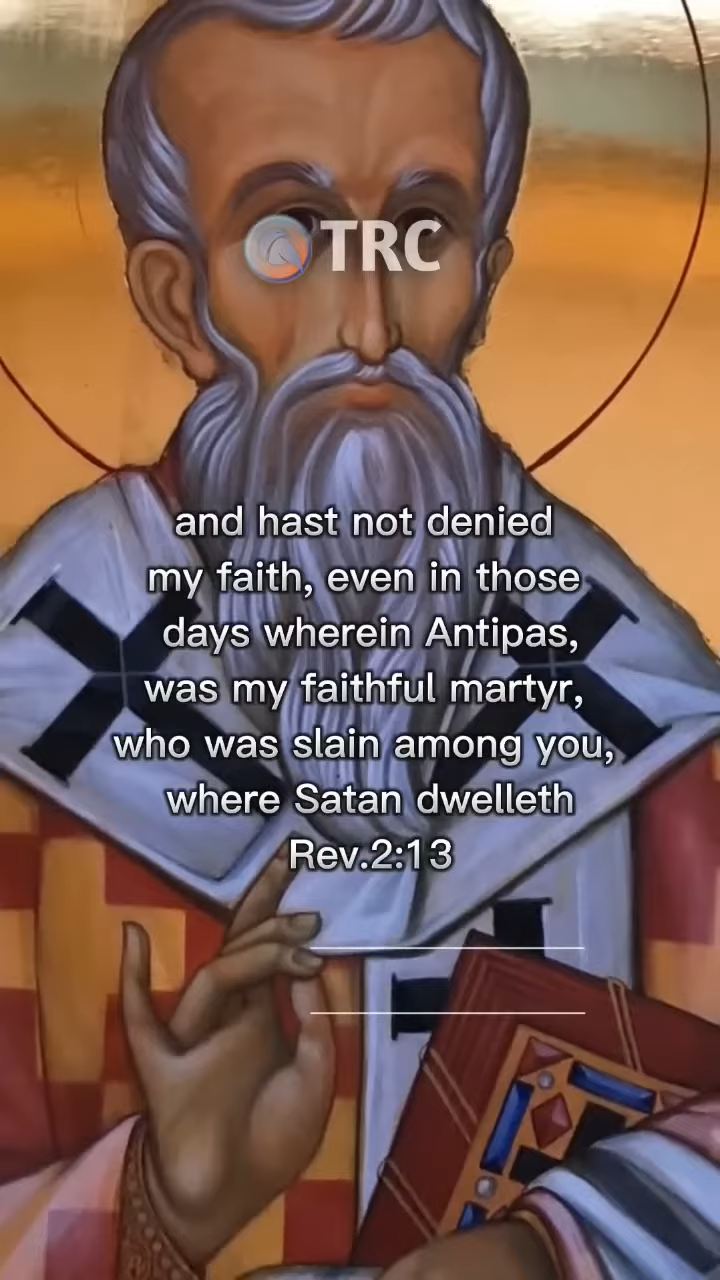 TRC
and hast not denied
my faith, even in those
days wherein Antipas,
was my faithful martyr,
who was slain among you,
where Satan dwelleth
Rev.2:13